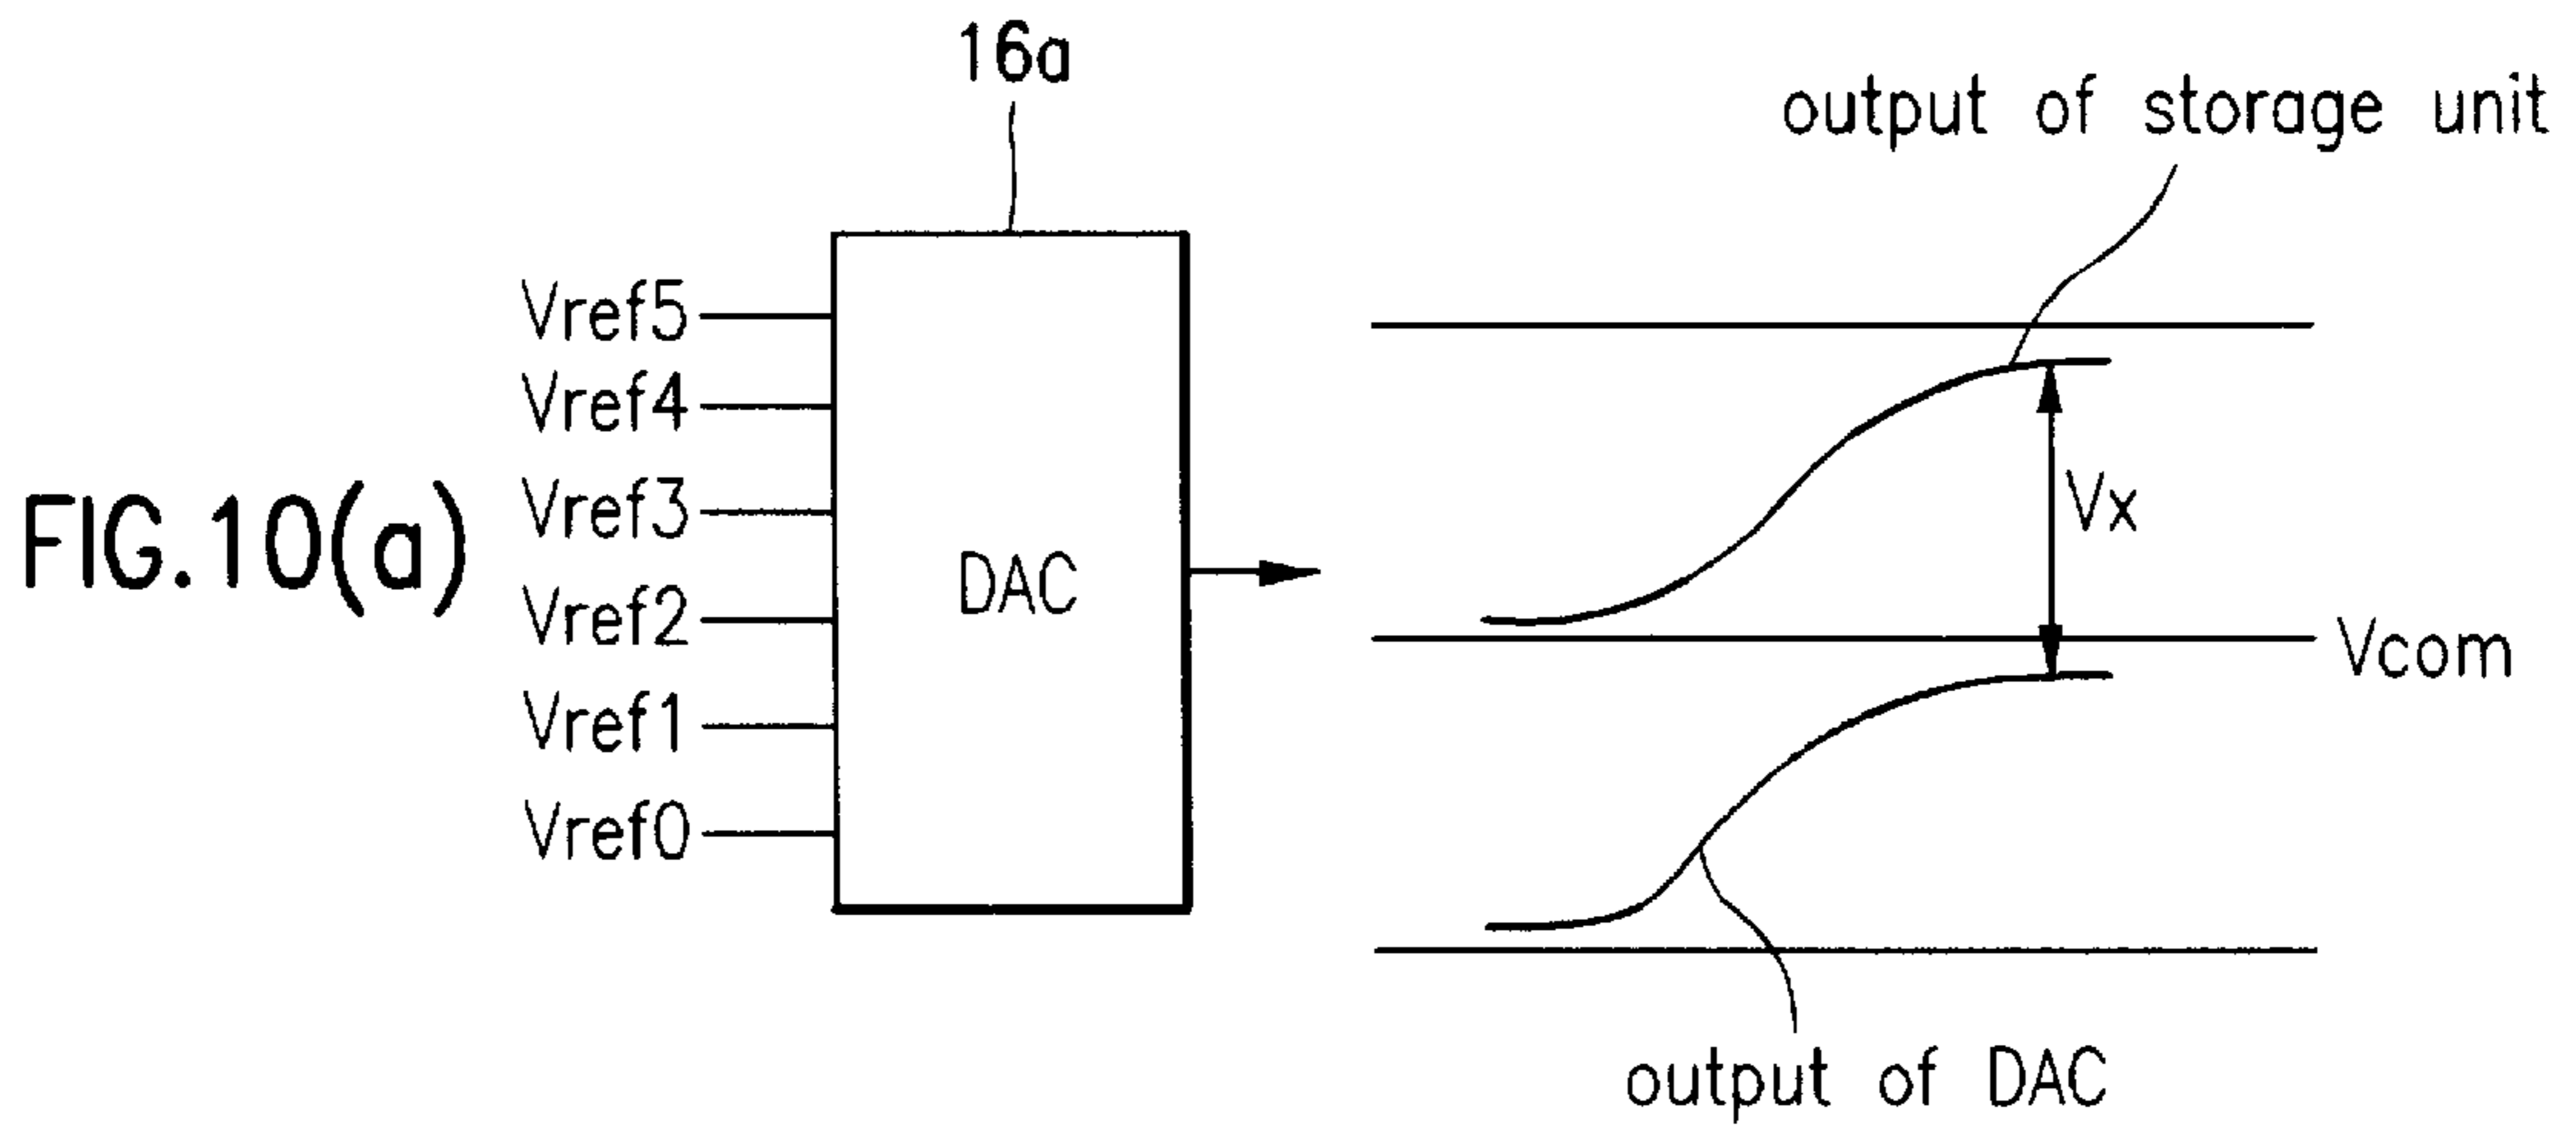 16a
output of storage unit
Vref5
Vref4
Vref3
Vref2
Vref1
Vref0
FIG.10(a)
DAC
Vx
Vcom
output of DAC